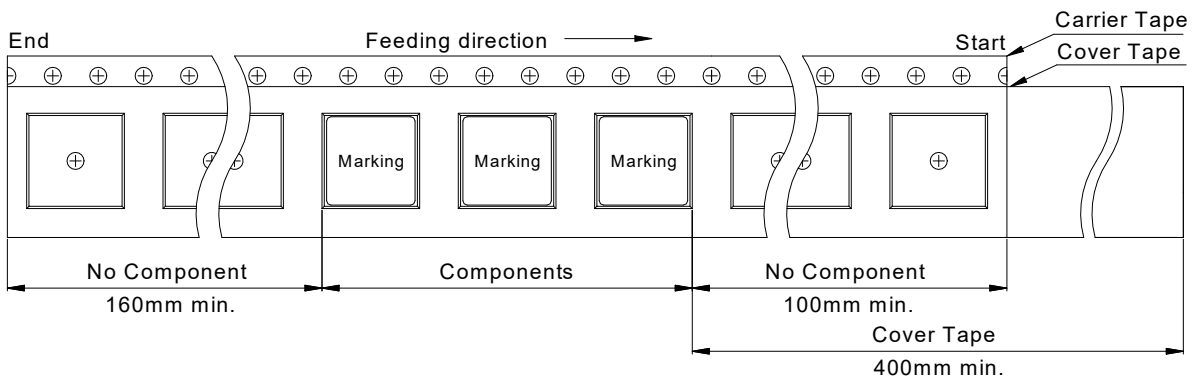 Carrier Tape
End
Feeding direction
Start
Cover Tape
Marking
Marking
Marking
No Component
Components
No Component
160mm min.
100mm min.
Cover Tape
400mm min.